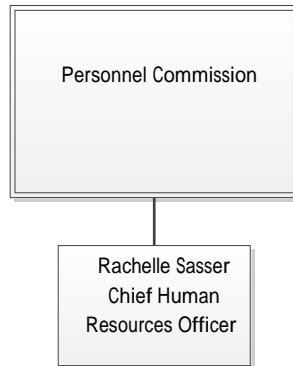 Personnel Commission
Rachelle Sasser
Chief Human
Resources Officer